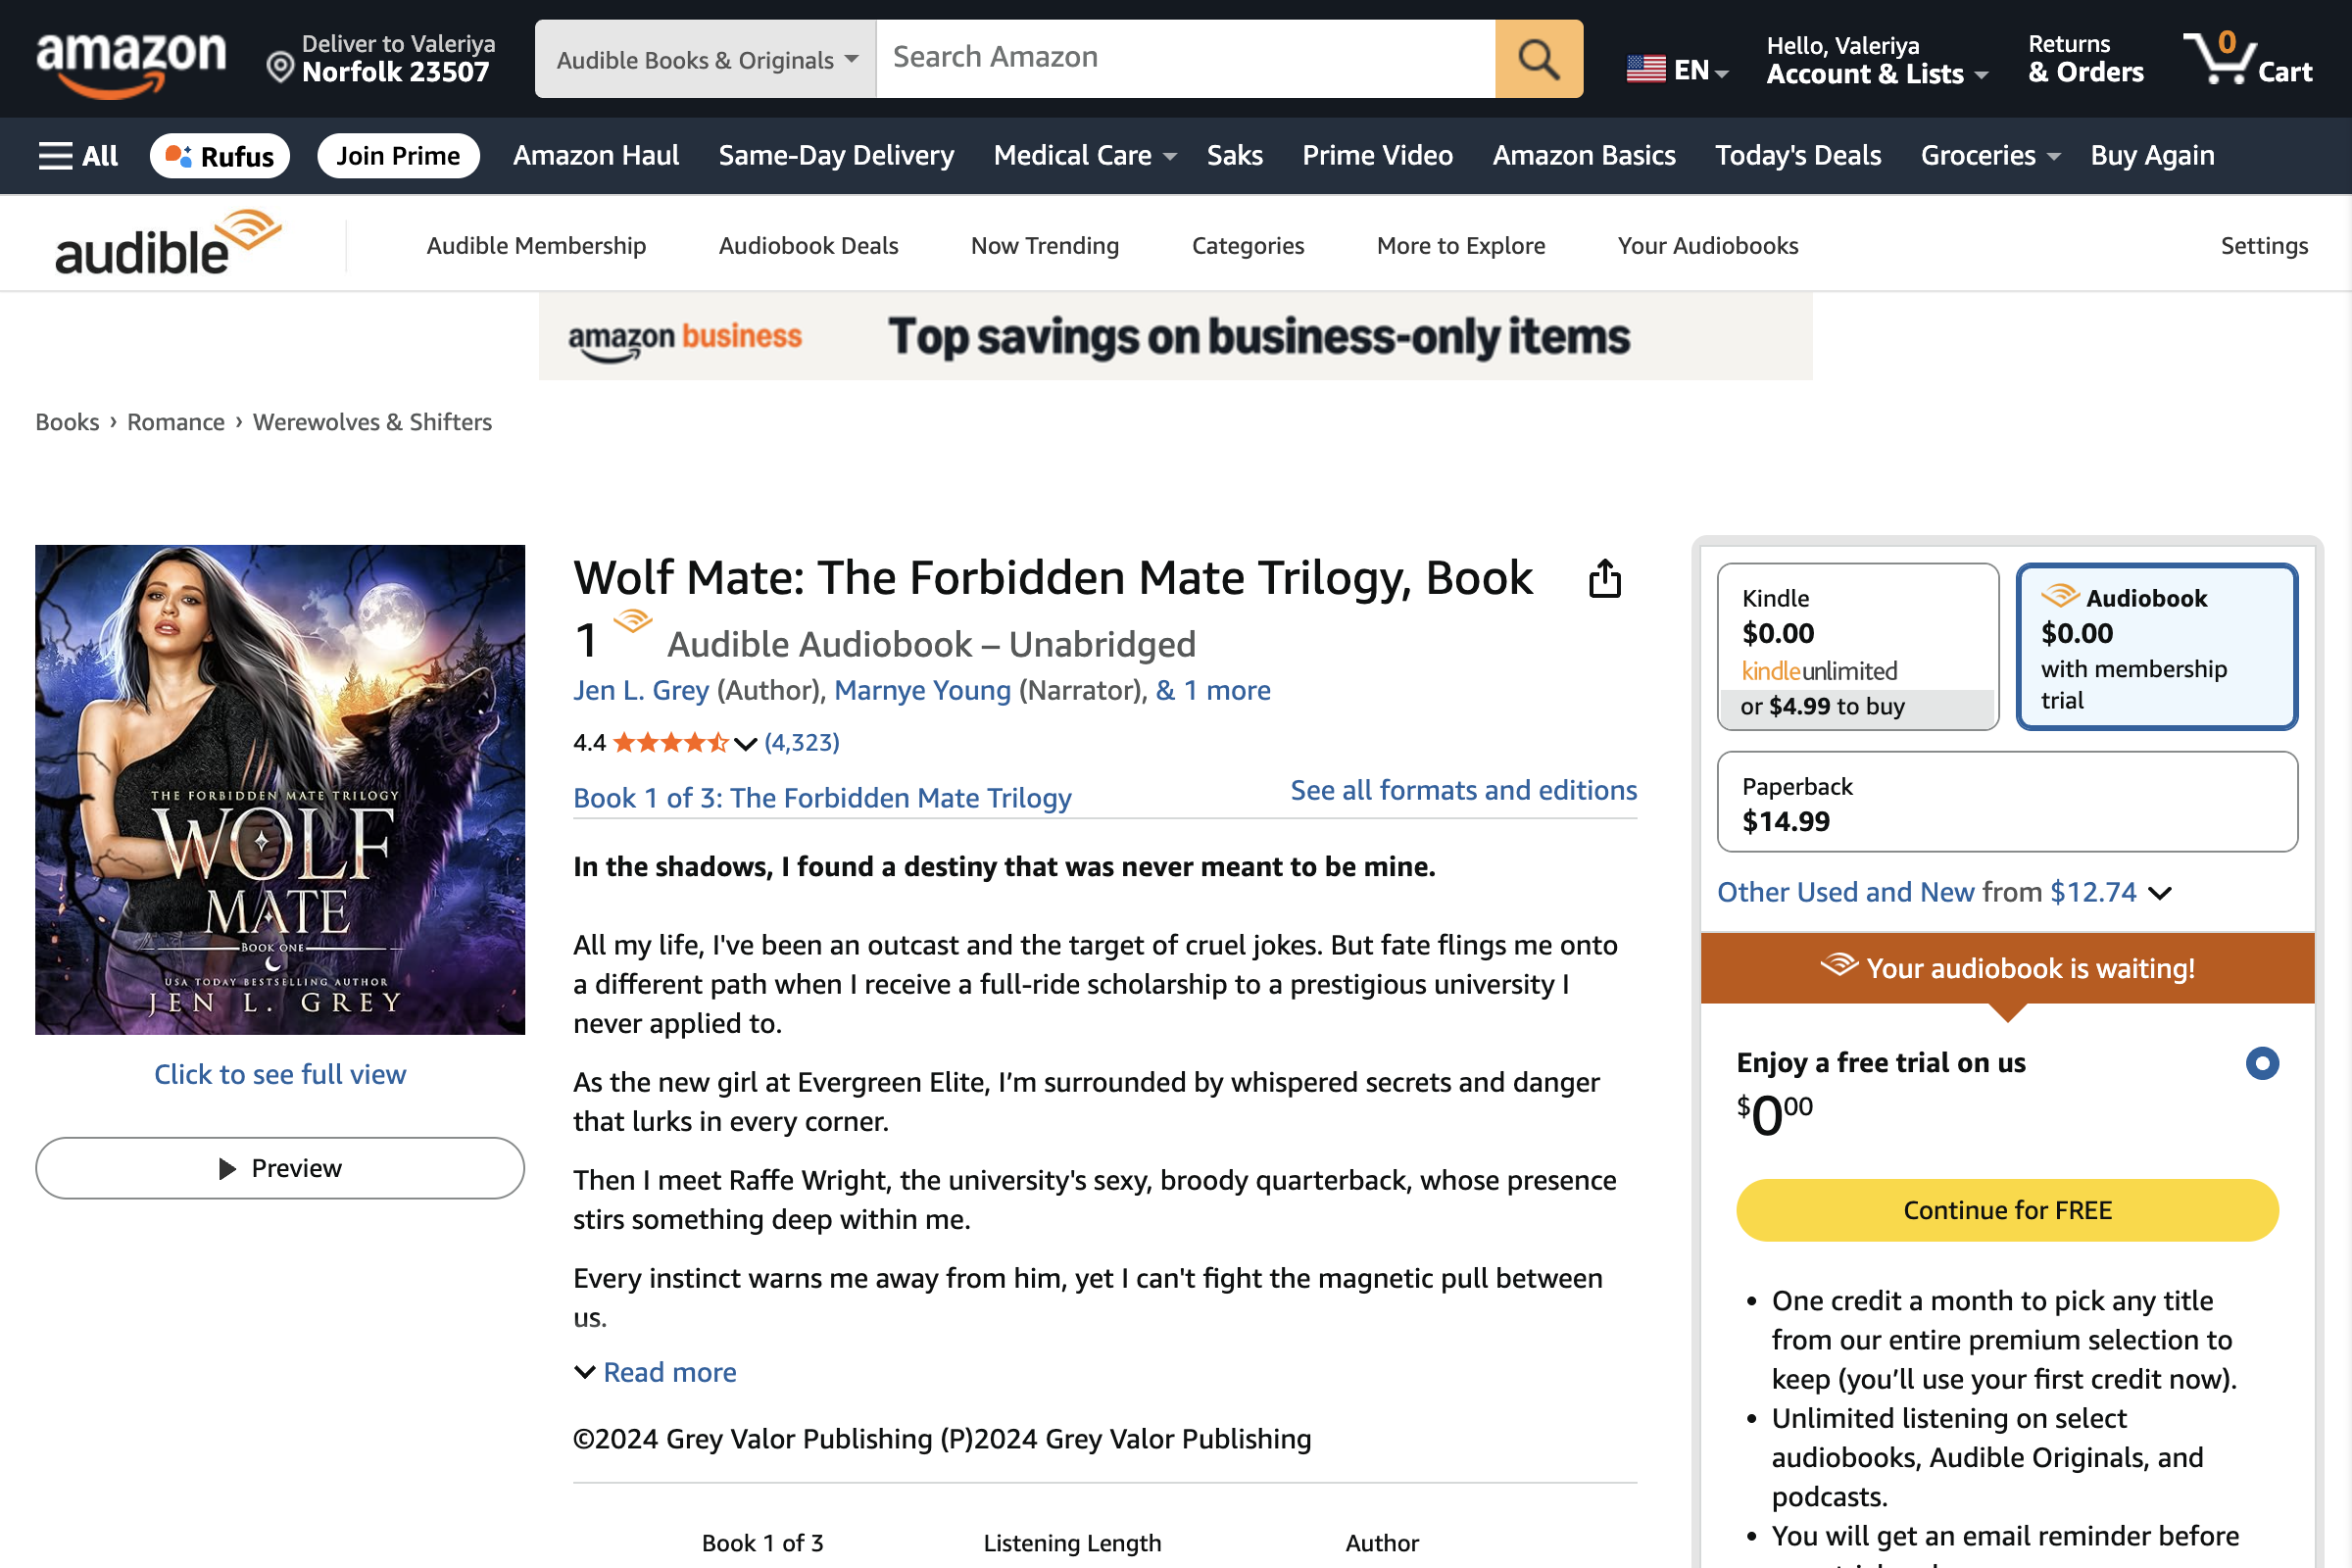 amazon
Deliver to Valeriya
Norfolk 23507
Audible Books & Originals
Search Amazon
EN
Hello, Valeriya
Account & Lists
Returns
& Orders
0
Cart
All
Rufus
Join Prime
Amazon Haul
Same-Day Delivery
Medical Care
Saks
Prime Video
Amazon Basics
Today's Deals
Groceries
Buy Again
audible
Audible Membership
Audiobook Deals
Now Trending
Categories
More to Explore
Your Audiobooks
Settings
amazon business
Top savings on business-only items
Books › Romance › Werewolves & Shifters
THE FORBIDDEN MATE TRILOGY
WOLF
MATE
BOOK ONE
USA TODAY BESTSELLING AUTHOR
JEN L. GREY
Click to see full view
Preview
Wolf Mate: The Forbidden Mate Trilogy, Book
1 Audible Audiobook – Unabridged
Jen L. Grey (Author), Marnye Young (Narrator), & 1 more
4.4 (4,323)
Book 1 of 3: The Forbidden Mate Trilogy
See all formats and editions
In the shadows, I found a destiny that was never meant to be mine.
All my life, I've been an outcast and the target of cruel jokes. But fate flings me onto
a different path when I receive a full-ride scholarship to a prestigious university I
never applied to.
As the new girl at Evergreen Elite, I’m surrounded by whispered secrets and danger
that lurks in every corner.
Then I meet Raffe Wright, the university's sexy, broody quarterback, whose presence
stirs something deep within me.
Every instinct warns me away from him, yet I can't fight the magnetic pull between
us.
Read more
©2024 Grey Valor Publishing (P)2024 Grey Valor Publishing
Book 1 of 3
Listening Length
Author
Kindle
$0.00
kindleunlimited
or $4.99 to buy
Audiobook
$0.00
with membership
trial
Paperback
$14.99
Other Used and New from $12.74
Your audiobook is waiting!
Enjoy a free trial on us
$000
Continue for FREE
• One credit a month to pick any title
from our entire premium selection to
keep (you’ll use your first credit now).
• Unlimited listening on select
audiobooks, Audible Originals, and
podcasts.
• You will get an email reminder before